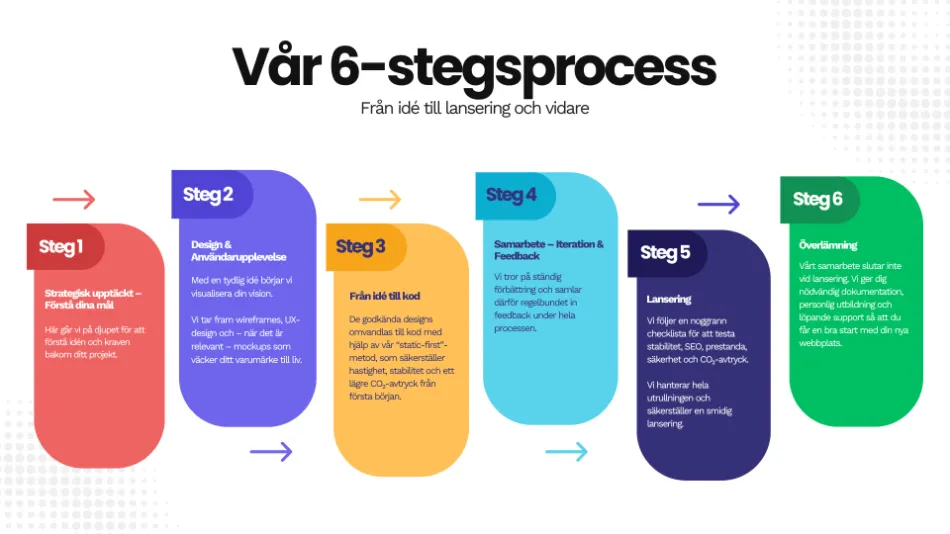 Vår 6-stegsprocess
Från idé till lansering och vidare
Steg 1
Strategisk upptäckt –
Förstå dina mål
Här går vi på djupet för att
förstå idén och kraven
bakom ditt projekt.
Steg 2
Design &
Användarupplevelse
Med en tydlig idé börjar vi
visualisera din vision.
Vi tar fram wireframes, UX-
design och – när det är
relevant – mockups som
väcker ditt varumärke till liv.
Steg 3
Från idé till kod
De godkända designs
omvandlas till kod med
hjälp av vår "static-first"-
metod, som säkerställer
hastighet, stabilitet och ett
lägre CO₂-avtryck från
första början.
Steg 4
Samarbete – Iteration &
Feedback
Vi tror på ständig
förbättring och samlar
därför regelbundet in
feedback under hela
processen.
Steg 5
Lansering
Vi följer en noggrann
checklista för att testa
stabilitet, SEO, prestanda,
säkerhet och CO₂-avtryck.
Vi hanterar hela
utrullningen och
säkerställer en smidig
lansering.
Steg 6
Överlämning
Vårt samarbete slutar inte
vid lansering. Vi ger dig
nödvändig dokumentation,
personlig utbildning och
löpande support så att du
får en bra start med din nya
webbplats.